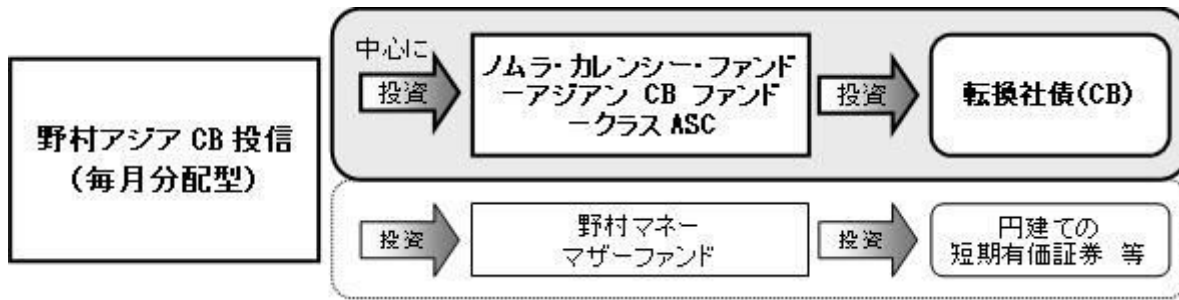 野村アジア CB 投信
(毎月分配型)
中心に
投資
ノムラ・カレンシー・ファンド
－アジアン CB ファンド
－クラス ASC
投資
転換社債(CB)
投資
野村マネー
マザーファンド
投資
円建ての
短期有価証券 等